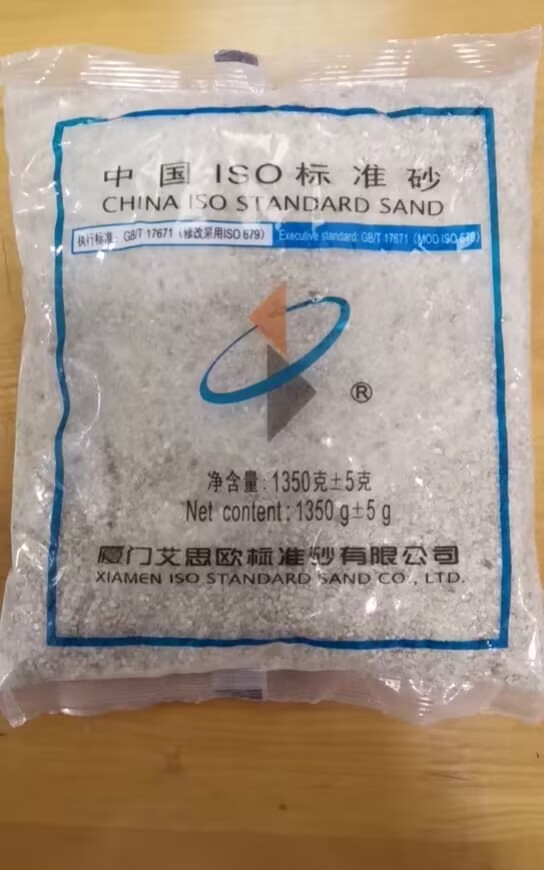 中国ISO标准砂
CHINA ISO STANDARD SAND
执行标准：GB/T 17671（修改采用ISO 679） Executive standard: GB/T 17671 (MOD ISO 679)
®
净含量：1350克±5克
Net content: 1350 g±5 g
厦门艾思欧标准砂有限公司
XIAMEN ISO STANDARD SAND CO., LTD.